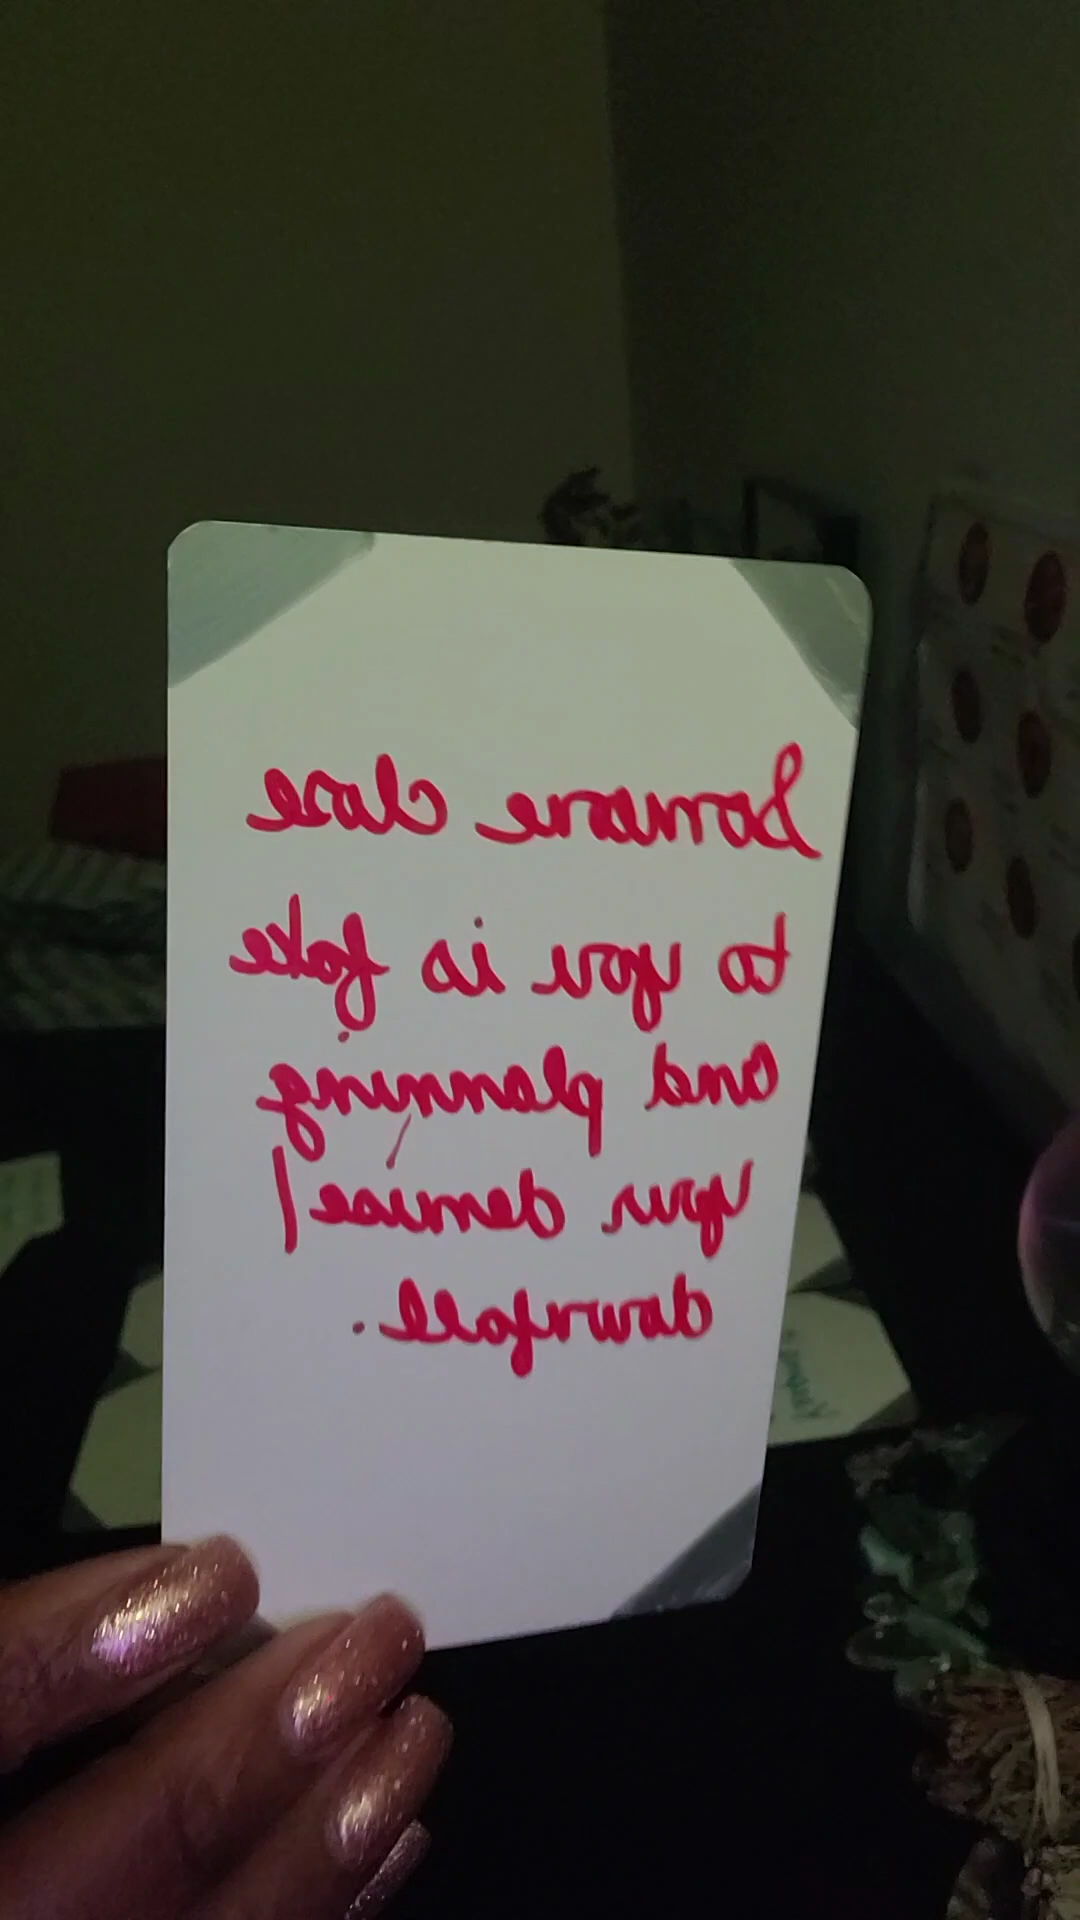 Someone close
to you is fake
and planning
your demise/
downfall.